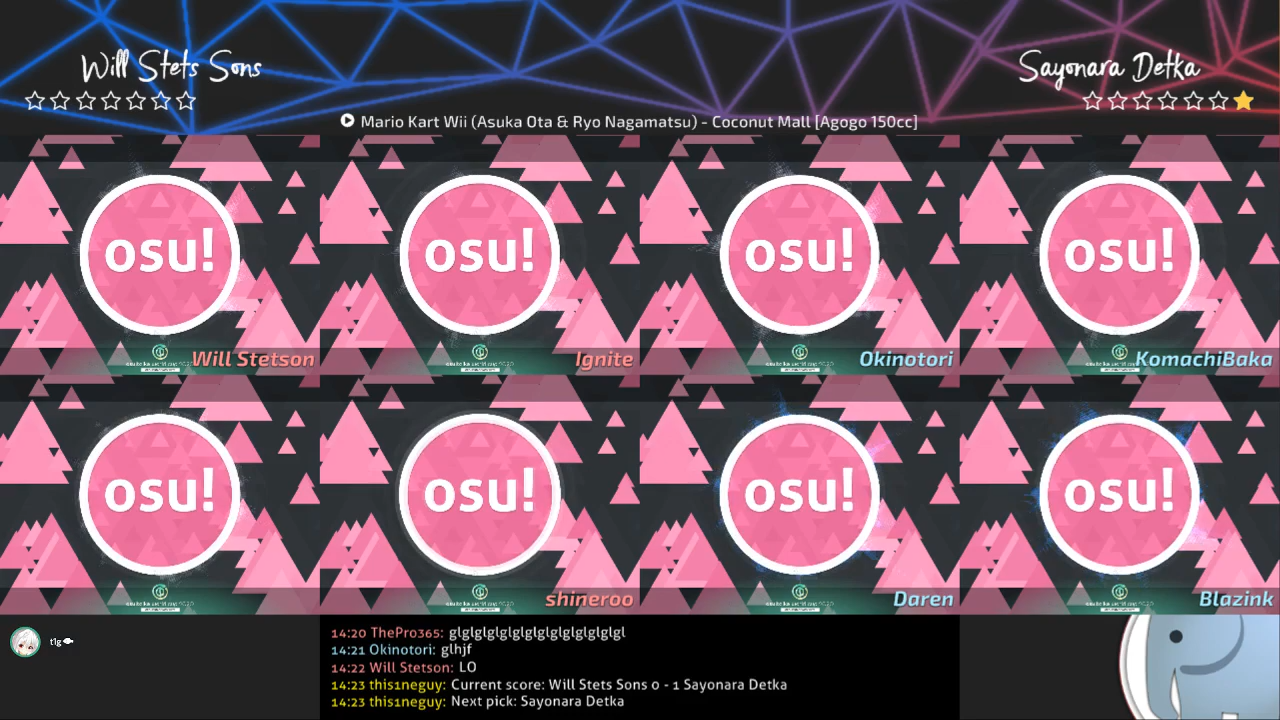 Will Stets Sons
Sayonara Detka
Mario Kart Wii (Asuka Ota & Ryo Nagamatsu) - Coconut Mall [Agogo 150cc]
osu!
osu!
osu!
osu!
Will Stetson
Ignite
Okinotori
KomachiBaka
osu!
osu!
osu!
osu!
shineroo
Daren
Blazink
tlg
14:20 ThePro365: glglglglglglglglglglglglglgl
14:21 Okinotori: glhjf
14:22 Will Stetson: LO
14:23 this1neguy: Current score: Will Stets Sons 0 - 1 Sayonara Detka
14:23 this1neguy: Next pick: Sayonara Detka